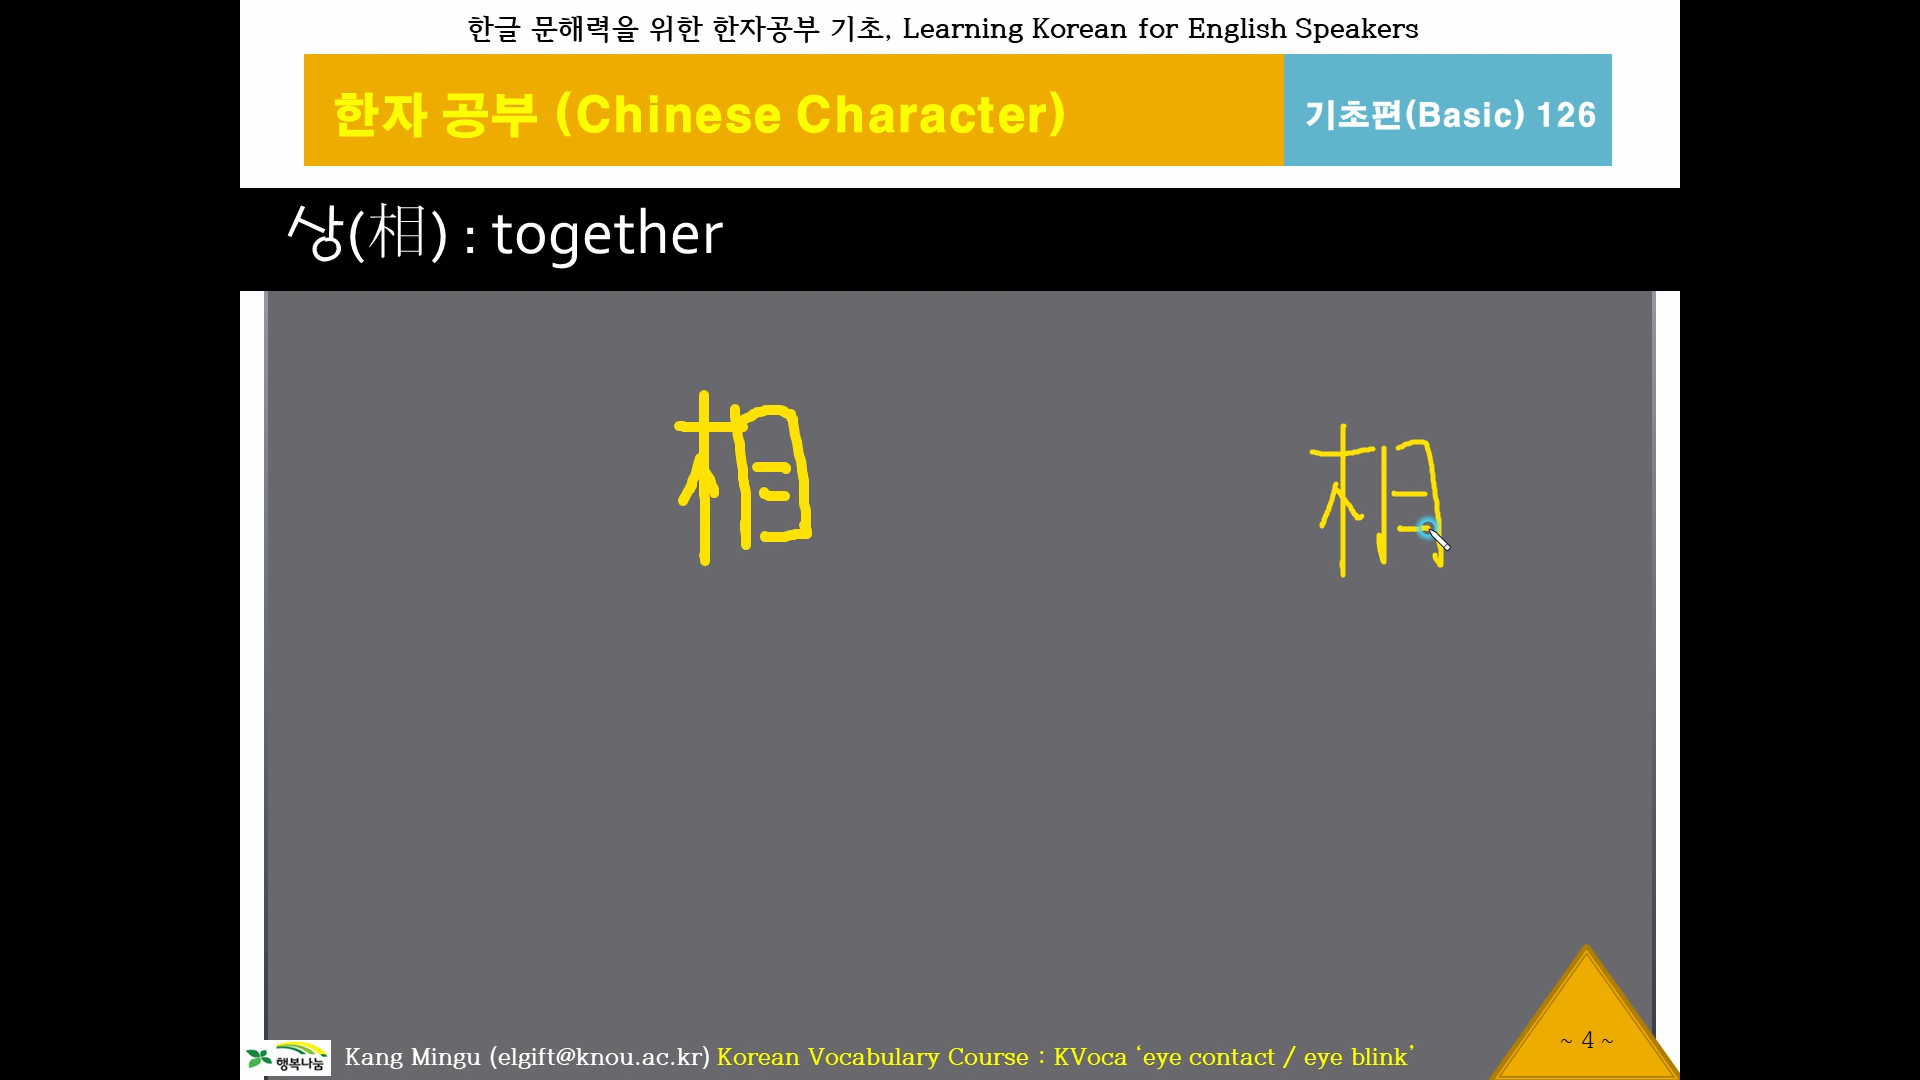 한글 문해력을 위한 한자공부 기초, Learning Korean for English Speakers
한자 공부 (Chinese Character)
기초편(Basic) 126
상(相) : together
相 相
~ 4 ~
행복나눔
Kang Mingu (elgift@knou.ac.kr) Korean Vocabulary Course : KVoca ‘eye contact / eye blink’